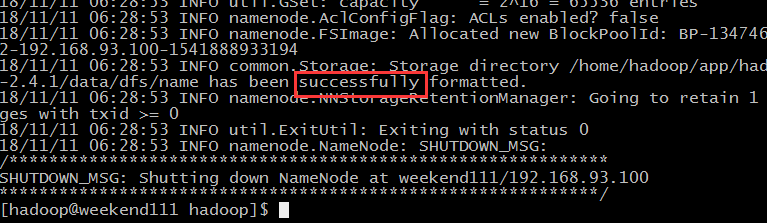 18/11/11 06:28:53 INFO util.GSet: capacity = 2^16 = 65536 entries
18/11/11 06:28:53 INFO namenode.AclConfigFlag: ACLs enabled? false
18/11/11 06:28:53 INFO namenode.FSImage: Allocated new BlockPoolId: BP-134746
2-192.168.93.100-1541888933194
18/11/11 06:28:53 INFO common.Storage: Storage directory /home/hadoop/app/had
-2.4.1/data/dfs/name has been successfully formatted.
18/11/11 06:28:53 INFO namenode.NNStorageRetentionManager: Going to retain 1
ges with txid >= 0
18/11/11 06:28:53 INFO util.ExitUtil: Exiting with status 0
18/11/11 06:28:53 INFO namenode.NameNode: SHUTDOWN_MSG:
/************************************************************
SHUTDOWN_MSG: Shutting down NameNode at weekend111/192.168.93.100
************************************************************/
[hadoop@weekend111 hadoop]$